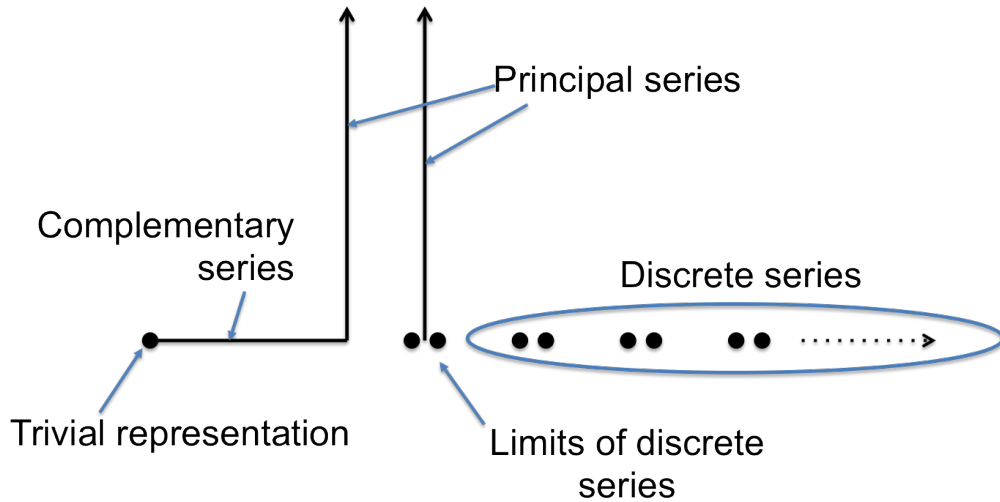 Principal series
Complementary
series
Discrete series
Trivial representation
Limits of discrete
series